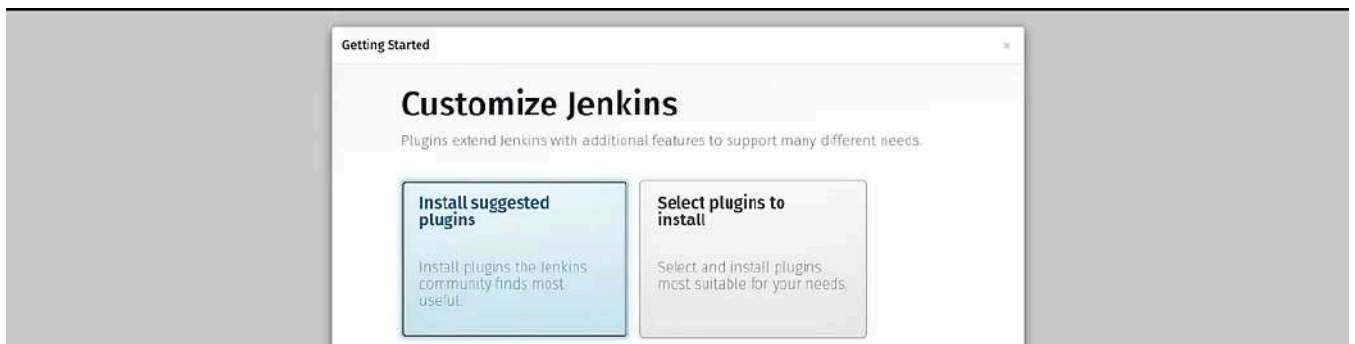 Getting Started
Customize Jenkins
Plugins extend Jenkins with additional features to support many different needs.
Install suggested
plugins
Install plugins the Jenkins
community finds most
useful.
Select plugins to
install
Select and install plugins
most suitable for your needs.